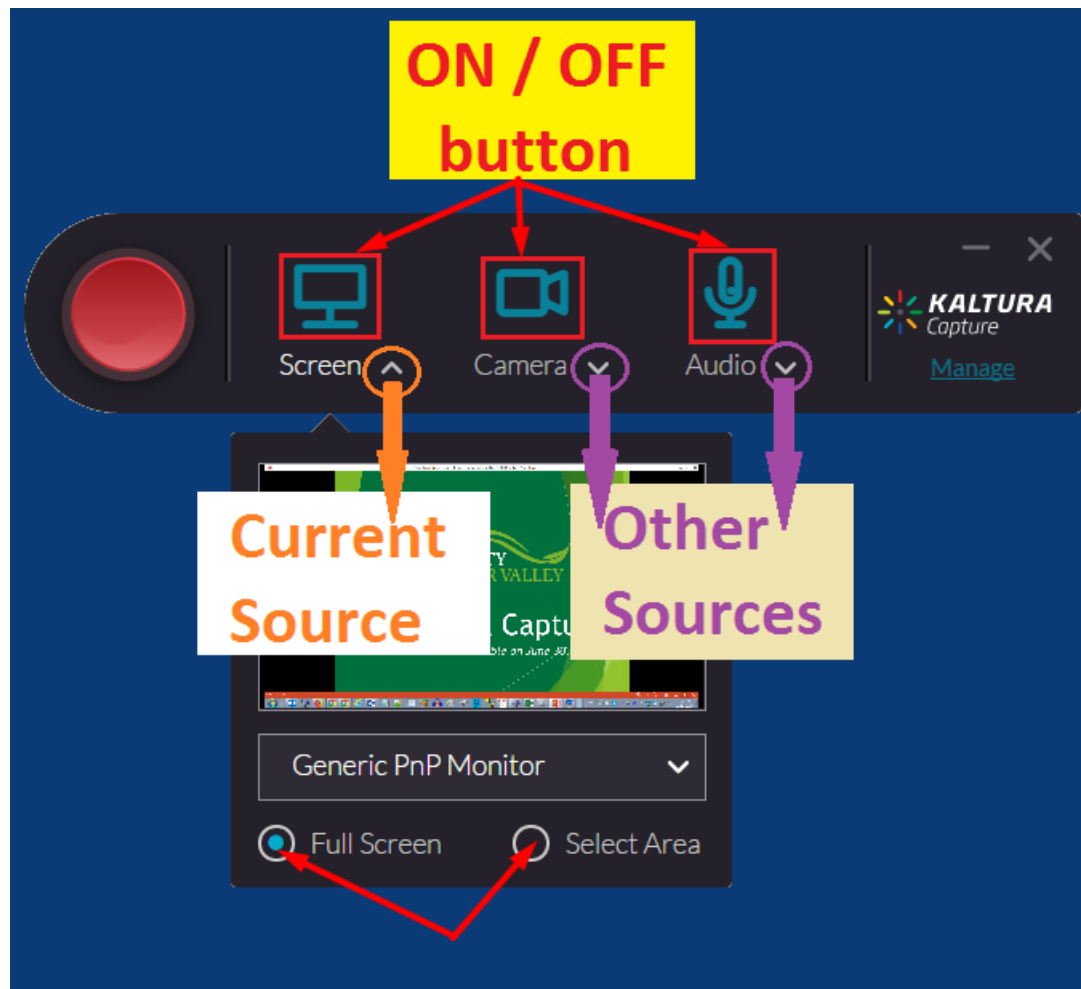 ON / OFF
button
KALTURA
Capture
Screen
Camera
Audio
Manage
Current
Source
Other
Sources
VALLEY
Generic PnP Monitor
Full Screen
Select Area